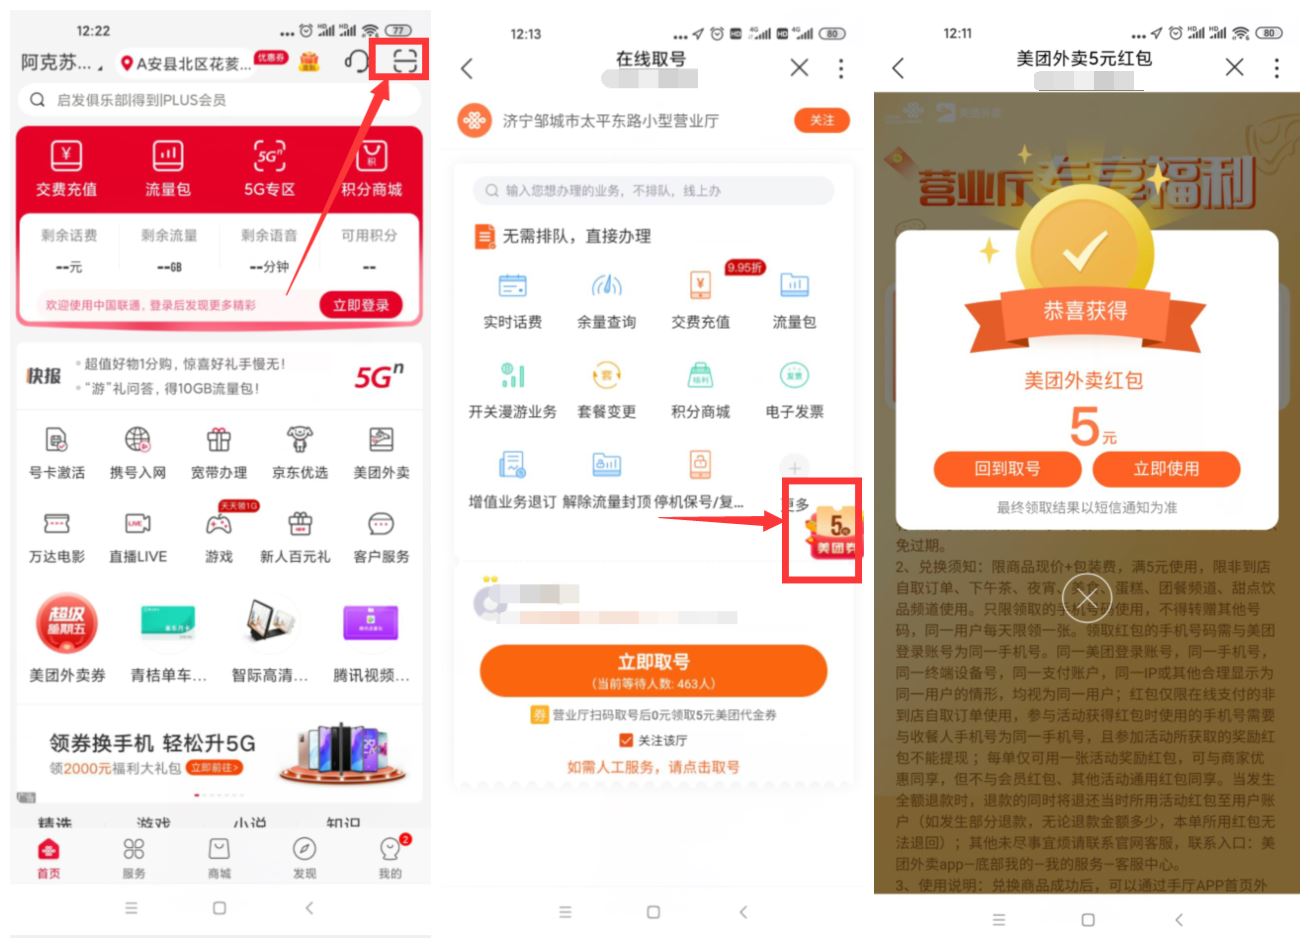 12:22
77
阿克苏...
A安县北区花菱...
优惠券
启发俱乐部|得到|PLUS会员
交费充值
流量包
5G专区
积分商城
剩余话费
剩余流量
剩余语音
可用积分
--元
--GB
--分钟
--
欢迎使用中国联通，登录后发现更多精彩
立即登录
快报
超值好物1分购，惊喜好礼手慢无！
“游”礼问答，得10GB流量包！
5Gⁿ
号卡激活
携号入网
宽带办理
京东优选
美团外卖
天天领1G
万达电影
直播LIVE
游戏
新人百元礼
客户服务
超级
星期五
美团外卖券
青桔单车...
智际高清...
腾讯视频...
领券换手机 轻松升5G
领2000元福利大礼包
立即前往>
广告
精选
游戏
小说
知识
2
首页
服务
商城
发现
我的
12:13
80
在线取号
济宁邹城市太平东路小型营业厅
关注
输入您想办理的业务，不排队，线上办
无需排队，直接办理
9.95折
实时话费
余量查询
交费充值
流量包
开关漫游业务
套餐变更
积分商城
电子发票
增值业务退订
解除流量封顶
停机保号/复...
更多
5元
美团券
立即取号
(当前等待人数: 463人)
券
营业厅扫码取号后0元领取5元美团代金券
关注该厅
如需人工服务，请点击取号
12:11
80
美团外卖5元红包
美团外卖
营业厅专享福利
恭喜获得
美团外卖红包
5元
回到取号
立即使用
最终领取结果以短信通知为准
免过期。
2、兑换须知：限商品现价+包装费，满5元使用，限非到店
自取订单、下午茶、夜宵、美食、蛋糕、团餐频道、甜点饮
品频道使用。只限领取的手机号码使用，不得转赠其他号
码，同一用户每天限领一张。领取红包的手机号码需与美团
登录账号为同一手机号。同一美团登录账号，同一手机号，
同一终端设备号，同一支付账户，同一IP或其他合理显示为
同一用户的情形，均视为同一用户；红包仅限在线支付的非
到店自取订单使用，参与活动获得红包时使用的手机号需要
与收餐人手机号为同一手机号，且参加活动所获取的奖励红
包不能提现；每单仅可用一张活动奖励红包，可与商家优
惠同享，但不与会员红包、其他活动通用红包同享。当发生
全额退款时，退款的同时将退还当时所用活动红包至用户账
户（如发生部分退款，无论退款金额多少，本单所用红包无
法退回）；其他未尽事宜烦请联系官网客服，联系入口：美
团外卖app—底部我的—我的服务—客服中心。
3、使用说明：兑换商品成功后，可以通过手厅APP首页外